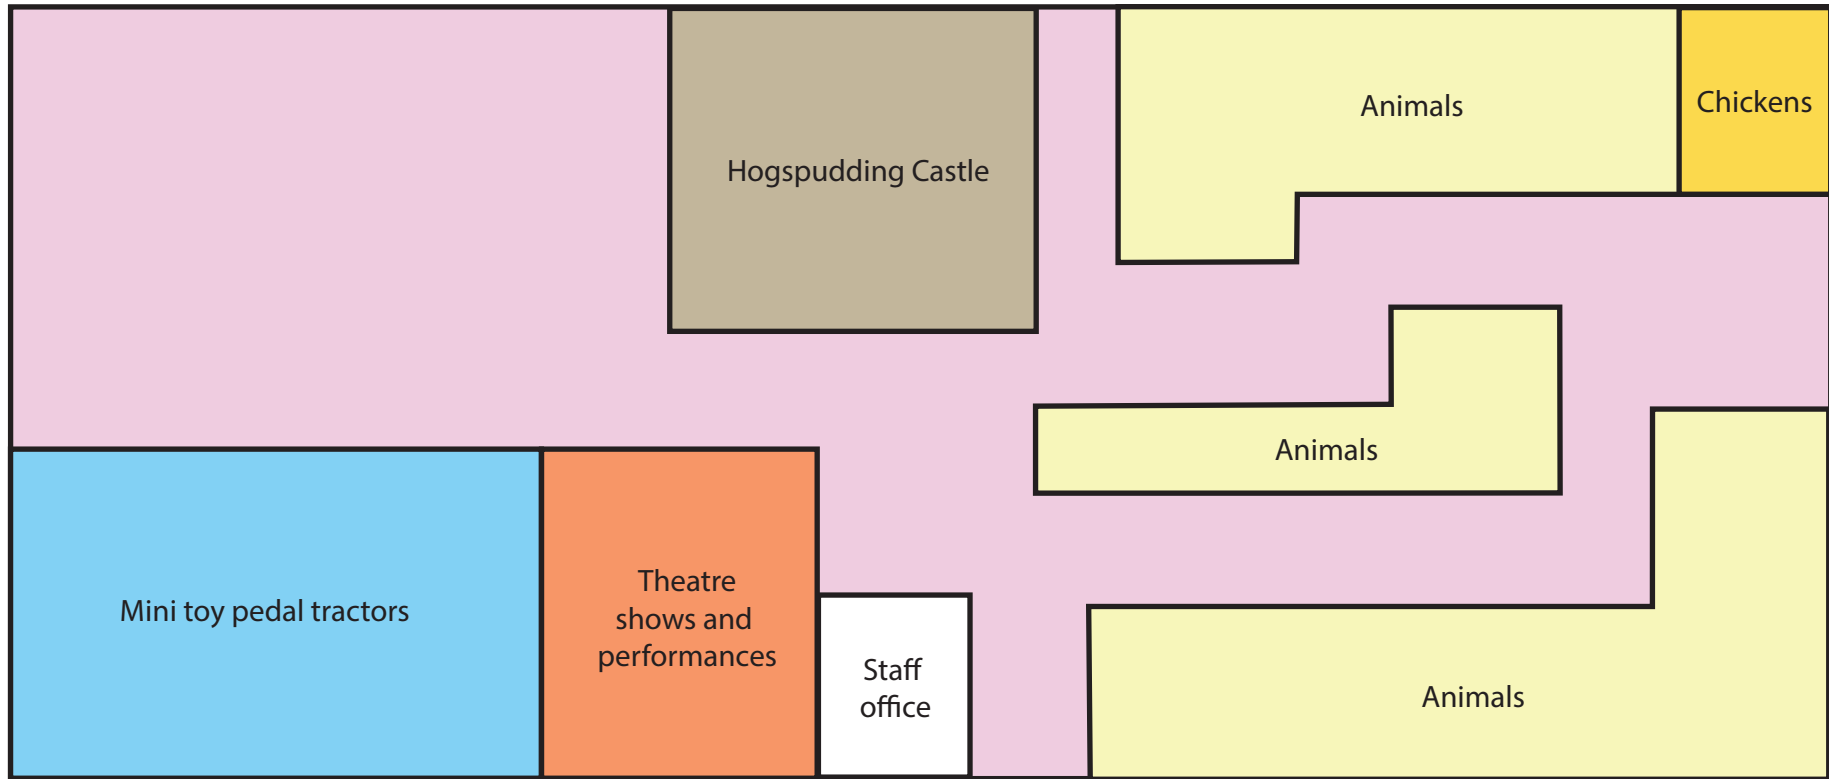 Animals
Chickens
Hogspudding Castle
Animals
Mini toy pedal tractors
Theatre
shows and
performances
Staff
office
Animals